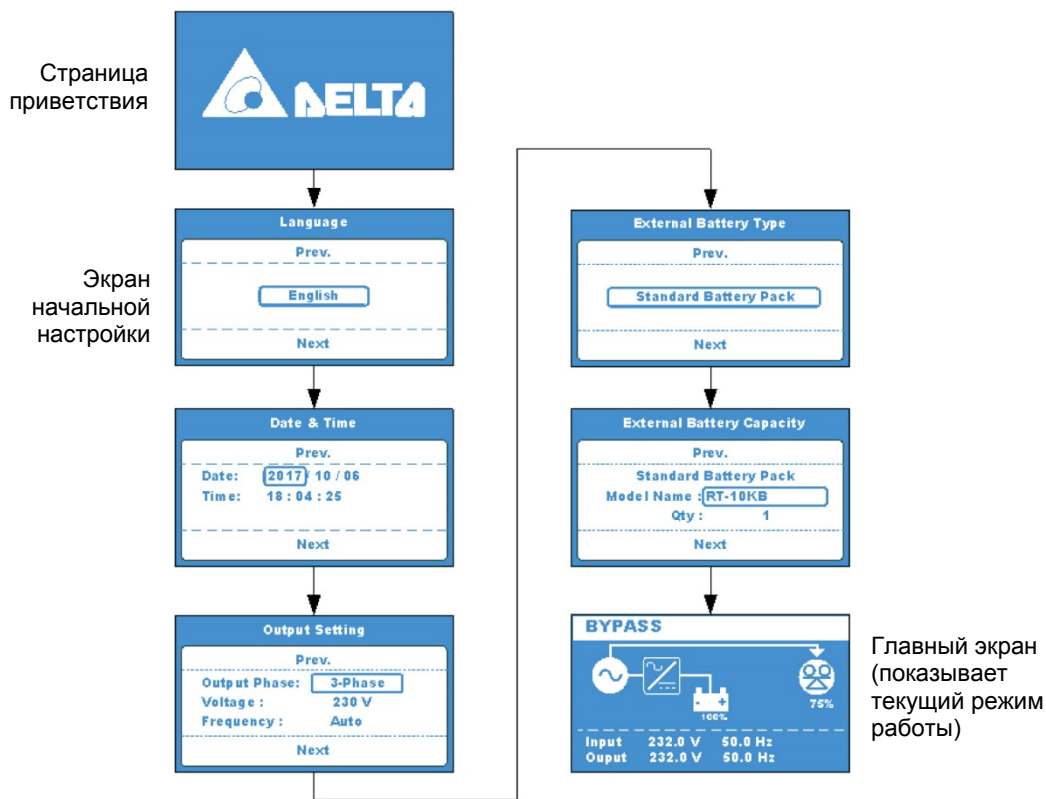 Страница
приветствия
DELTA
Language
Prev.
English
Next
Экран
начальной
настройки
Date & Time
Prev.
Date: 2017 / 10 / 06
Time: 18 : 04 : 25
Next
Output Setting
Prev.
Output Phase: 3-Phase
Voltage : 230 V
Frequency : Auto
Next
External Battery Type
Prev.
Standard Battery Pack
Next
External Battery Capacity
Prev.
Standard Battery Pack
Model Name : RT-10KB
Qty : 1
Next
BYPASS
- +
100%
75%
Input 232.0 V 50.0 Hz
Ouput 232.0 V 50.0 Hz
Главный экран
(показывает
текущий режим
работы)